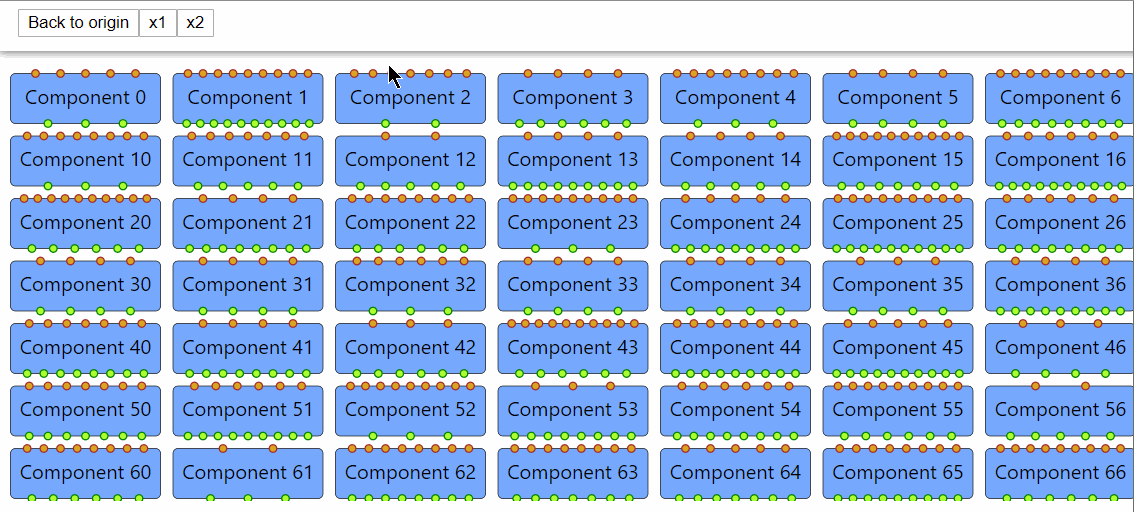 Back to origin x1 x2
Component 0 Component 1 Component 2 Component 3 Component 4 Component 5 Component 6
Component 10 Component 11 Component 12 Component 13 Component 14 Component 15 Component 16
Component 20 Component 21 Component 22 Component 23 Component 24 Component 25 Component 26
Component 30 Component 31 Component 32 Component 33 Component 34 Component 35 Component 36
Component 40 Component 41 Component 42 Component 43 Component 44 Component 45 Component 46
Component 50 Component 51 Component 52 Component 53 Component 54 Component 55 Component 56
Component 60 Component 61 Component 62 Component 63 Component 64 Component 65 Component 66